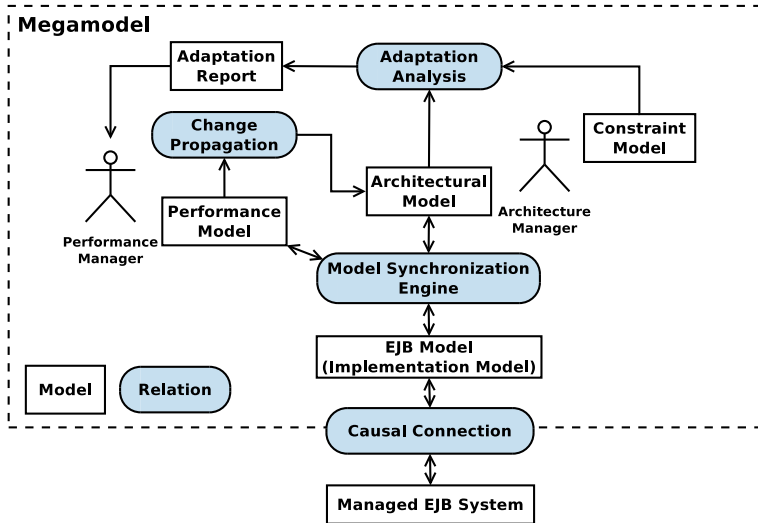 Megamodel
Adaptation
Report
Adaptation
Analysis
Change
Propagation
Constraint
Model
Performance
Manager
Performance
Model
Architectural
Model
Architecture
Manager
Model Synchronization
Engine
EJB Model
(Implementation Model)
Model
Relation
Causal Connection
Managed EJB System